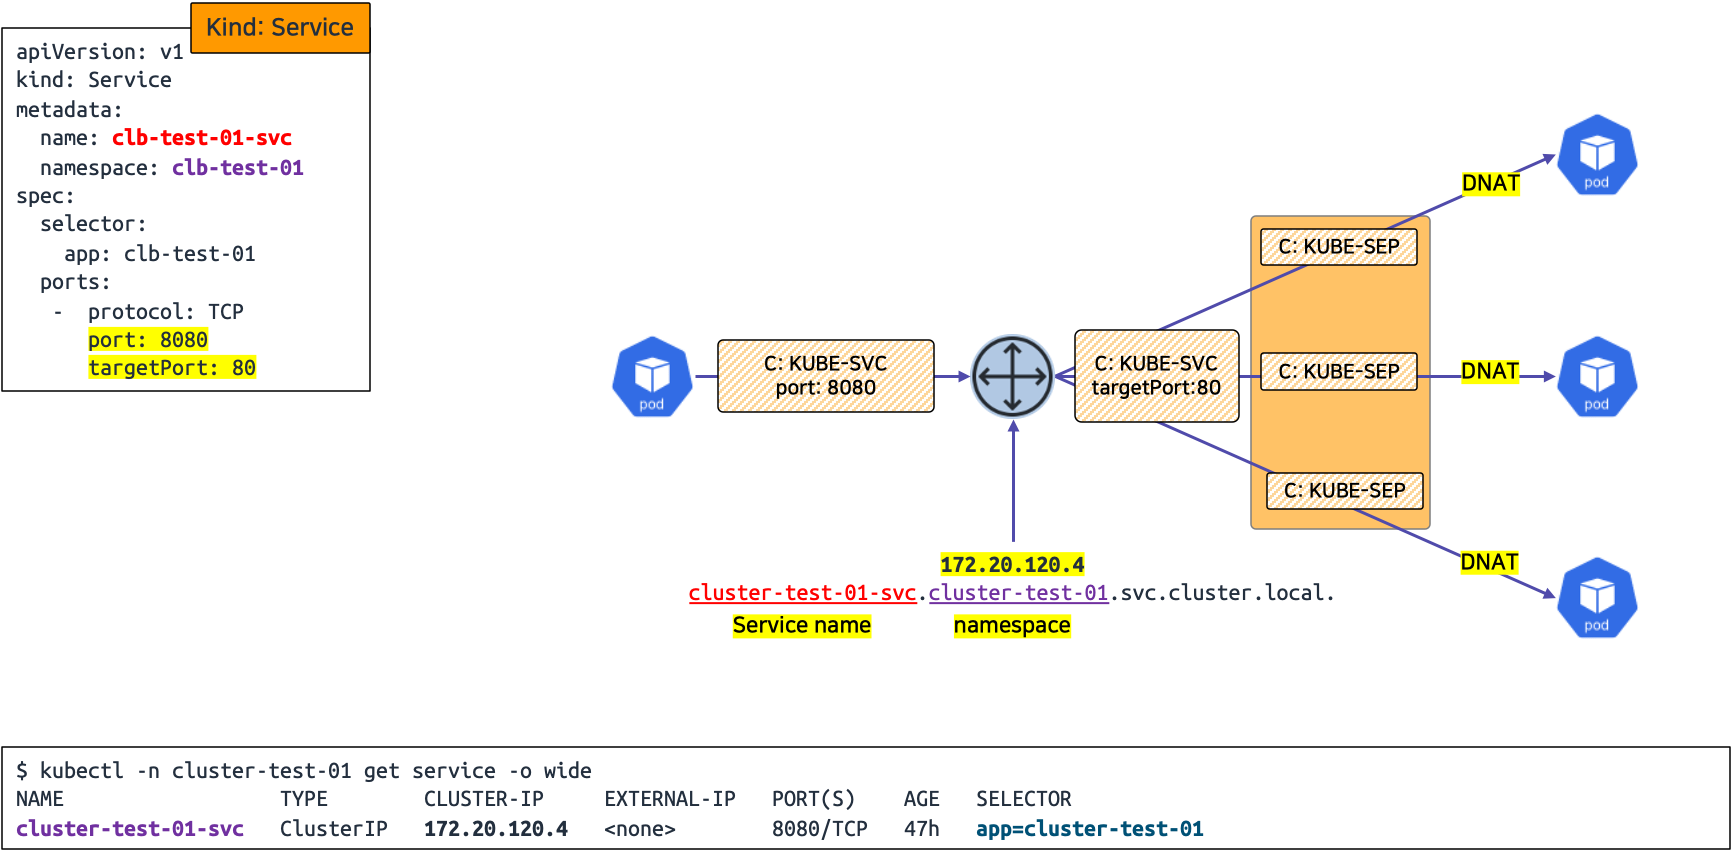 Kind: Service
apiVersion: v1
kind: Service
metadata:
  name: clb-test-01-svc
  namespace: clb-test-01
spec:
  selector:
    app: clb-test-01
  ports:
   -  protocol: TCP
      port: 8080
      targetPort: 80
pod
C: KUBE-SVC
port: 8080
C: KUBE-SVC
targetPort:80
C: KUBE-SEP
C: KUBE-SEP
C: KUBE-SEP
DNAT
DNAT
DNAT
pod
pod
pod
172.20.120.4
cluster-test-01-svc.cluster-test-01.svc.cluster.local.
Service name
namespace
$ kubectl -n cluster-test-01 get service -o wide
NAME                  TYPE        CLUSTER-IP     EXTERNAL-IP   PORT(S)    AGE   SELECTOR
cluster-test-01-svc   ClusterIP   172.20.120.4   <none>        8080/TCP   47h   app=cluster-test-01